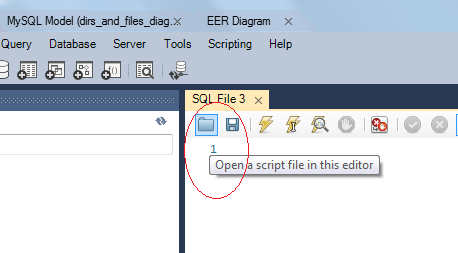 MySQL Model (dirs_and_files_diag...
EER Diagram
Query Database Server Tools Scripting Help
SQL File 3
1
Open a script file in this editor